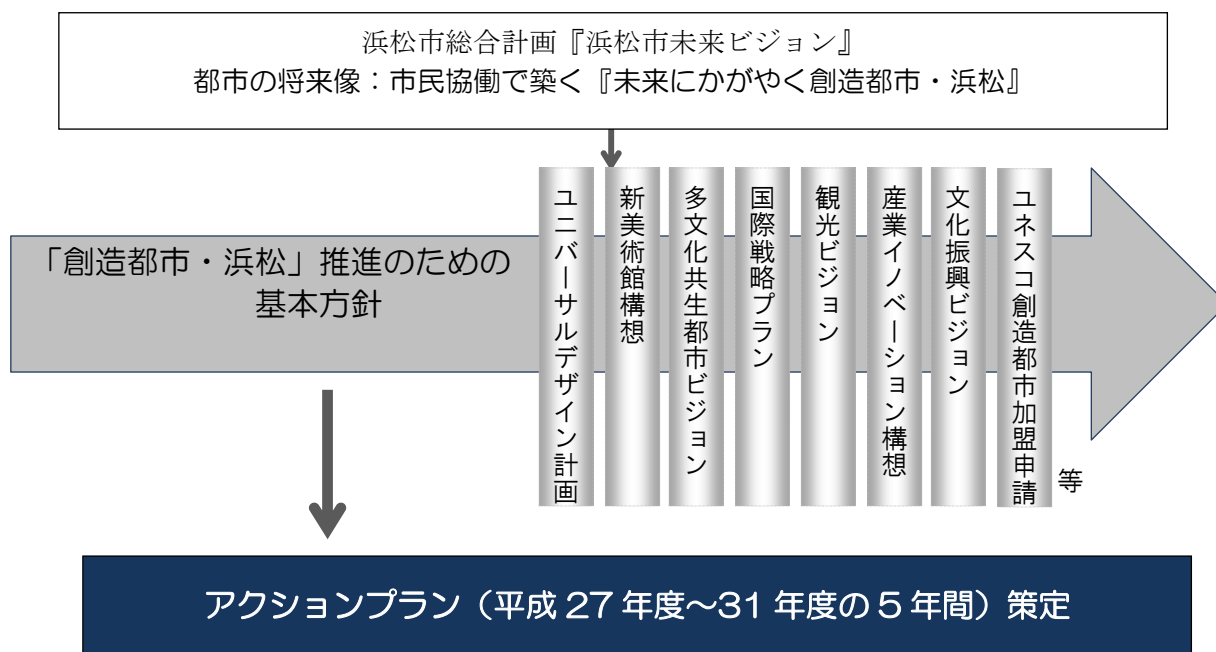 浜松市総合計画『浜松市未来ビジョン』
都市の将来像：市民協働で築く『未来にかがやく創造都市・浜松』
「創造都市・浜松」推進のための
基本方針
ユニバーサルデザイン計画
新美術館構想
多文化共生都市ビジョン
国際戦略プラン
観光ビジョン
産業イノベーション構想
文化振興ビジョン
ユネスコ創造都市加盟申請
等
アクションプラン（平成 27 年度～31 年度の 5 年間）策定